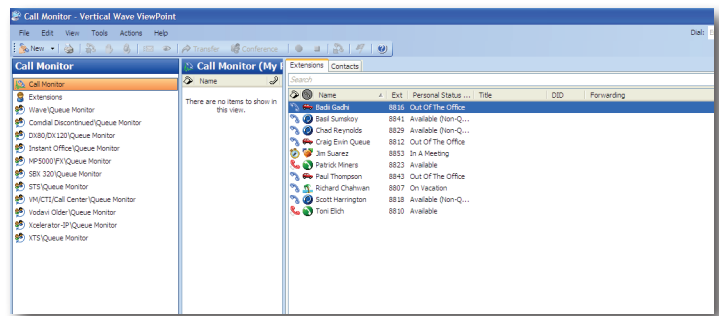 Call Monitor - Vertical Wave ViewPoint
File Edit View Tools Actions Help
Dial:
New Transfer Conference
Call Monitor
Call Monitor
Extensions
Wave\Queue Monitor
Comdial Discontinued\Queue Monitor
DX80/DX120\Queue Monitor
Instant Office\Queue Monitor
MP5000\FX\Queue Monitor
SBX 320\Queue Monitor
STS\Queue Monitor
VM/CTI/Call Center\Queue Monitor
Vodavi Older\Queue Monitor
Xcelerator-IP\Queue Monitor
XTS\Queue Monitor
Call Monitor (My
Name
There are no items to show in
this view.
Extensions Contacts
Search
Name Ext Personal Status ... Title DID Forwarding
Badi Gadhi 8816 Out Of The Office
Basil Sumskoy 8841 Available (Non-Q...
Chad Reynolds 8829 Available (Non-Q...
Craig Ewin Queue 8812 Out Of The Office
Jim Suarez 8853 In A Meeting
Patrick Miners 8823 Available
Paul Thompson 8843 Out Of The Office
Richard Chahwan 8807 On Vacation
Scott Harrington 8818 Available (Non-Q...
Toni Elich 8810 Available